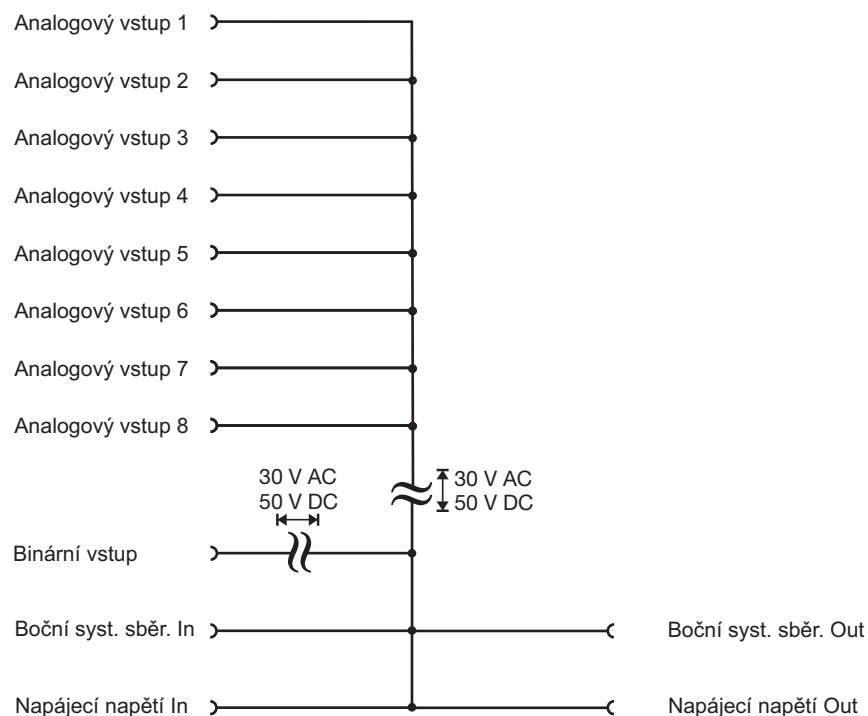 Analogový vstup 1
Analogový vstup 2
Analogový vstup 3
Analogový vstup 4
Analogový vstup 5
Analogový vstup 6
Analogový vstup 7
Analogový vstup 8
30 V AC
50 V DC
30 V AC
50 V DC
Binární vstup
Boční syst. sběr. In
Boční syst. sběr. Out
Napájecí napětí In
Napájecí napětí Out